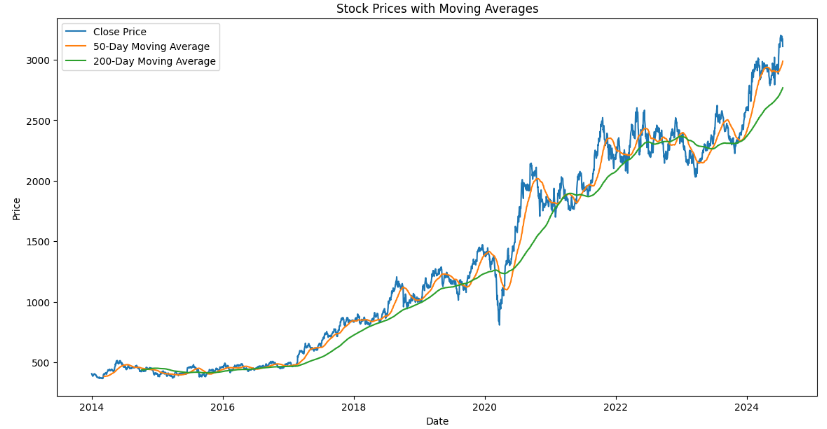 Stock Prices with Moving Averages
Close Price
50-Day Moving Average
200-Day Moving Average
3000
2500
2000
1500
1000
500
Price
2014 2016 2018 2020 2022 2024
Date